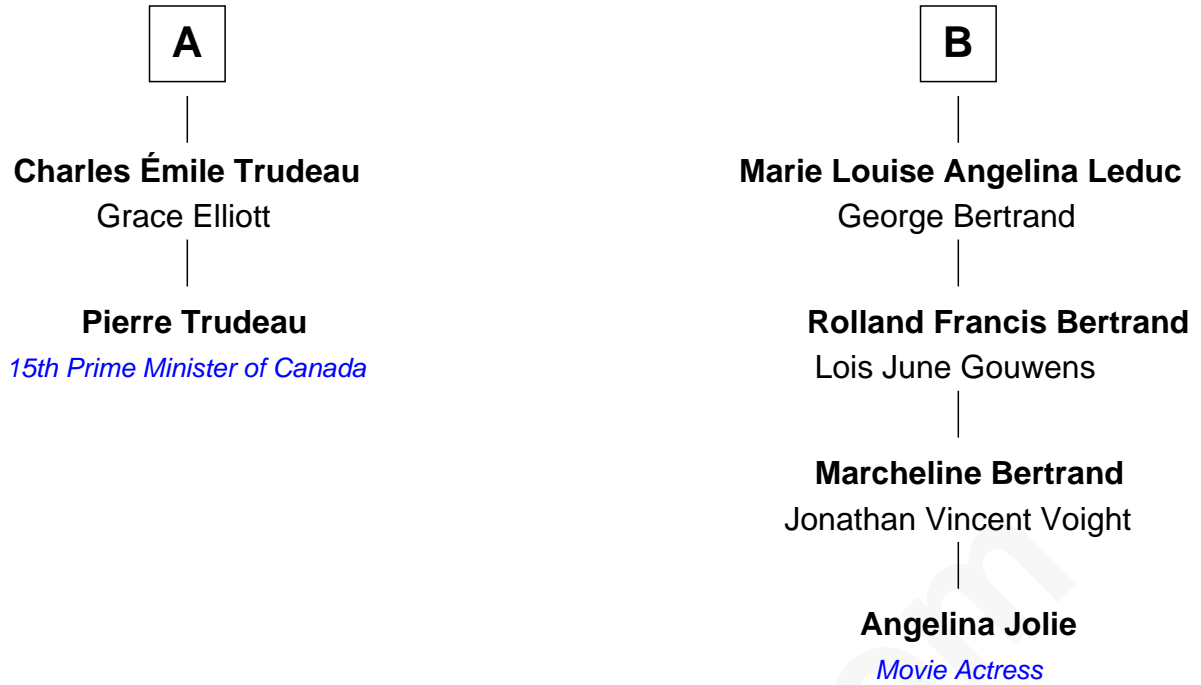 A
Charles Émile Trudeau
Grace Elliott
Pierre Trudeau
15th Prime Minister of Canada
B
Marie Louise Angelina Leduc
George Bertrand
Rolland Francis Bertrand
Lois June Gouwens
Marcheline Bertrand
Jonathan Vincent Voight
Angelina Jolie
Movie Actress